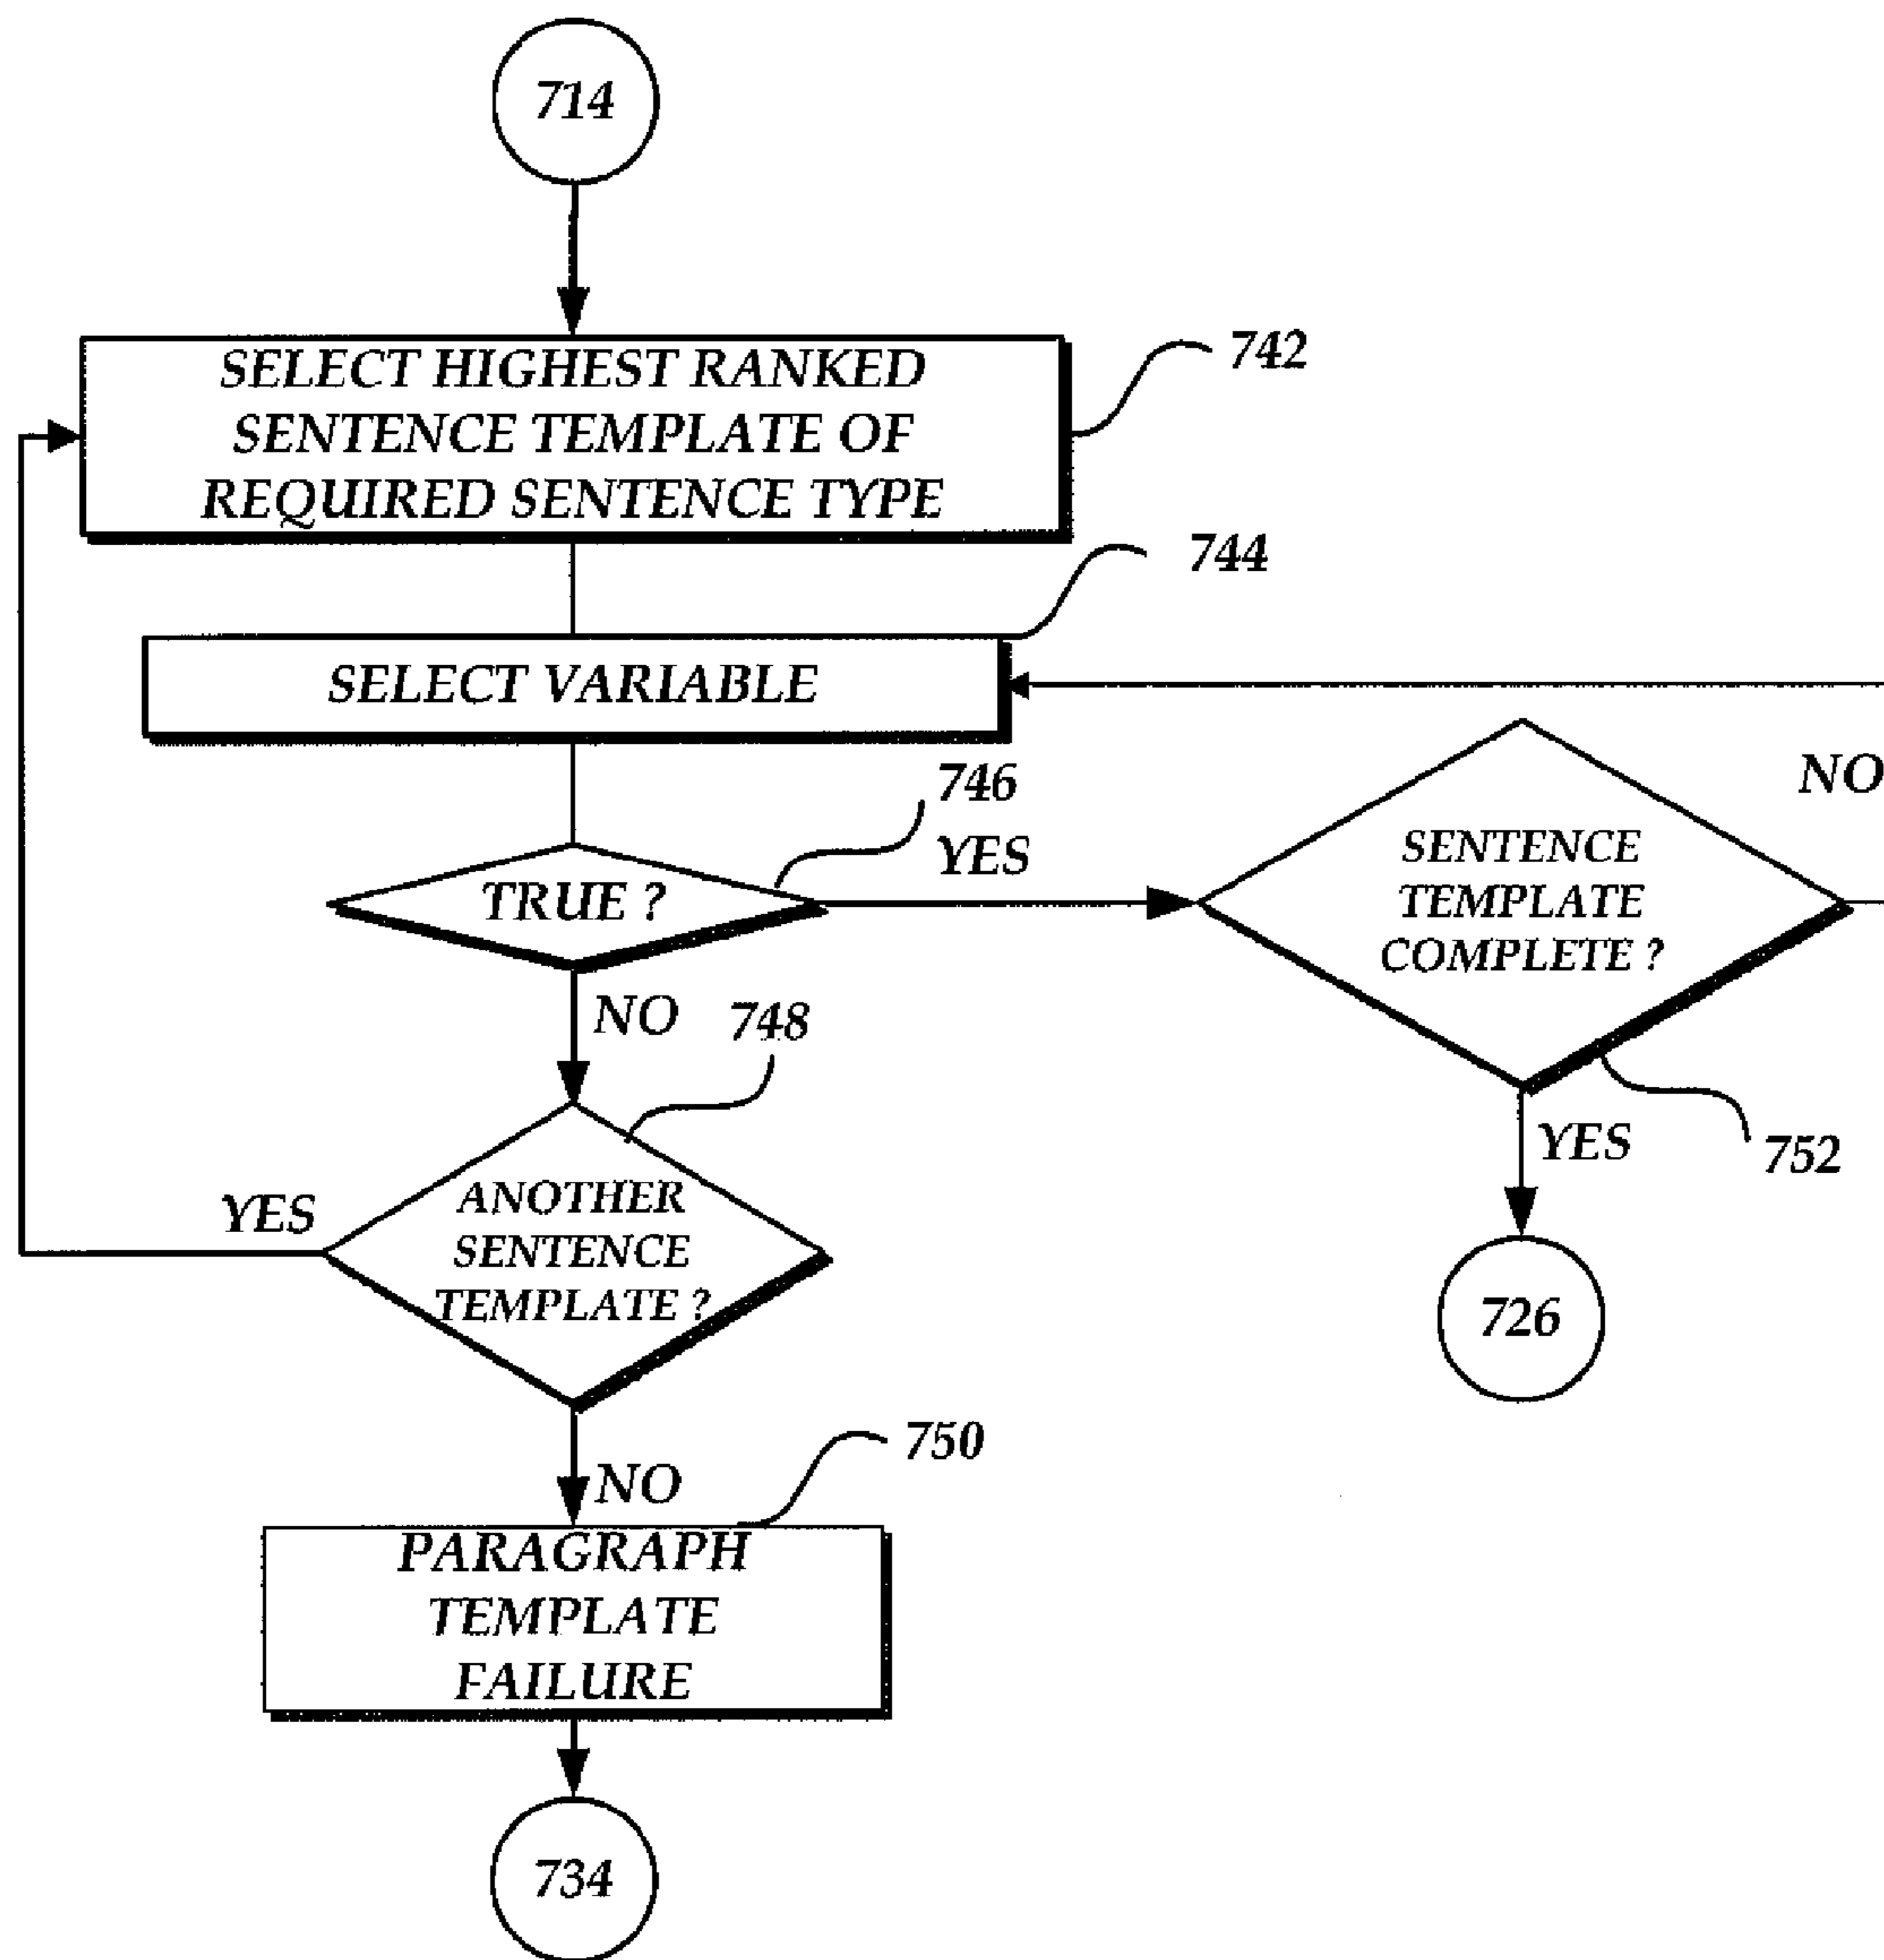 714
SELECT HIGHEST RANKED
SENTENCE TEMPLATE OF
REQUIRED SENTENCE TYPE
742
744
SELECT VARIABLE
746
TRUE ?
YES
SENTENCE
TEMPLATE
COMPLETE ?
NO
NO
748
752
YES
ANOTHER
SENTENCE
TEMPLATE ?
YES
726
NO
750
PARAGRAPH
TEMPLATE
FAILURE
734